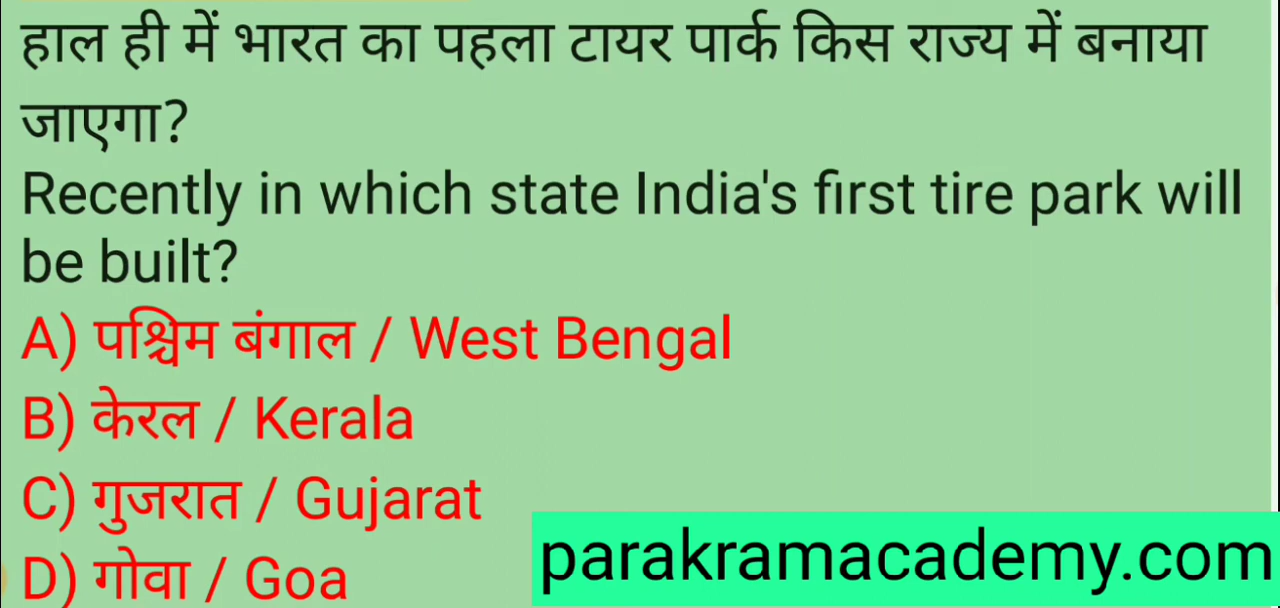 हाल ही में भारत का पहला टायर पार्क किस राज्य में बनाया
जाएगा?
Recently in which state India's first tire park will
be built?
A) पश्चिम बंगाल / West Bengal
B) केरल / Kerala
C) गुजरात / Gujarat
D) गोवा / Goa
parakramacademy.com